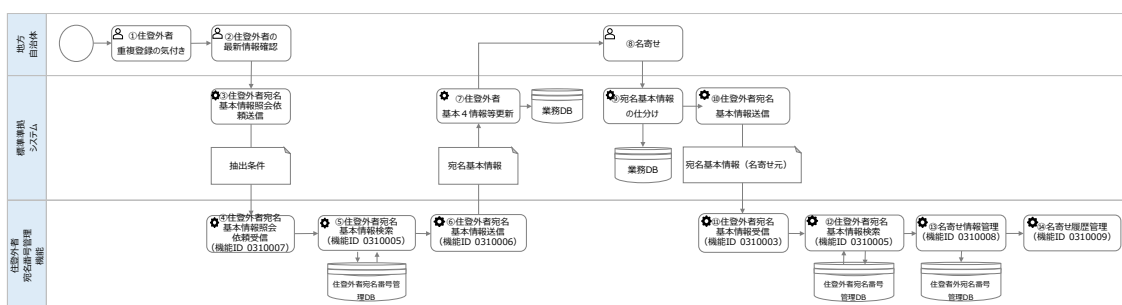 地方
自治体
①住登外者
重複登録の気付き
②住登外者の
最新情報確認
⑧名寄せ
標準準拠
システム
③住登外者宛名
基本情報照会依
頼送信
⑦住登外者
基本４情報等更新
業務DB
⑨宛名基本情報
の仕分け
⑩住登外者宛名
基本情報送信
抽出条件
宛名基本情報
業務DB
宛名基本情報（名寄せ元）
住登外者
宛名番号管理
機能
④住登外者宛名
基本情報照会
依頼受信
（機能ID 0310007）
⑤住登外者宛名
基本情報検索
（機能ID 0310005）
⑥住登外者宛名
基本情報送信
（機能ID 0310006）
⑪住登外者宛名
基本情報受信
（機能ID 0310003）
⑫住登外者宛名
基本情報検索
（機能ID 0310005）
⑬名寄せ情報管理
（機能ID 0310008）
⑭名寄せ履歴管理
（機能ID 0310009）
住登外者宛名番号管
理DB
住登外者宛名番号
管理DB
住登者外宛名番号
管理DB